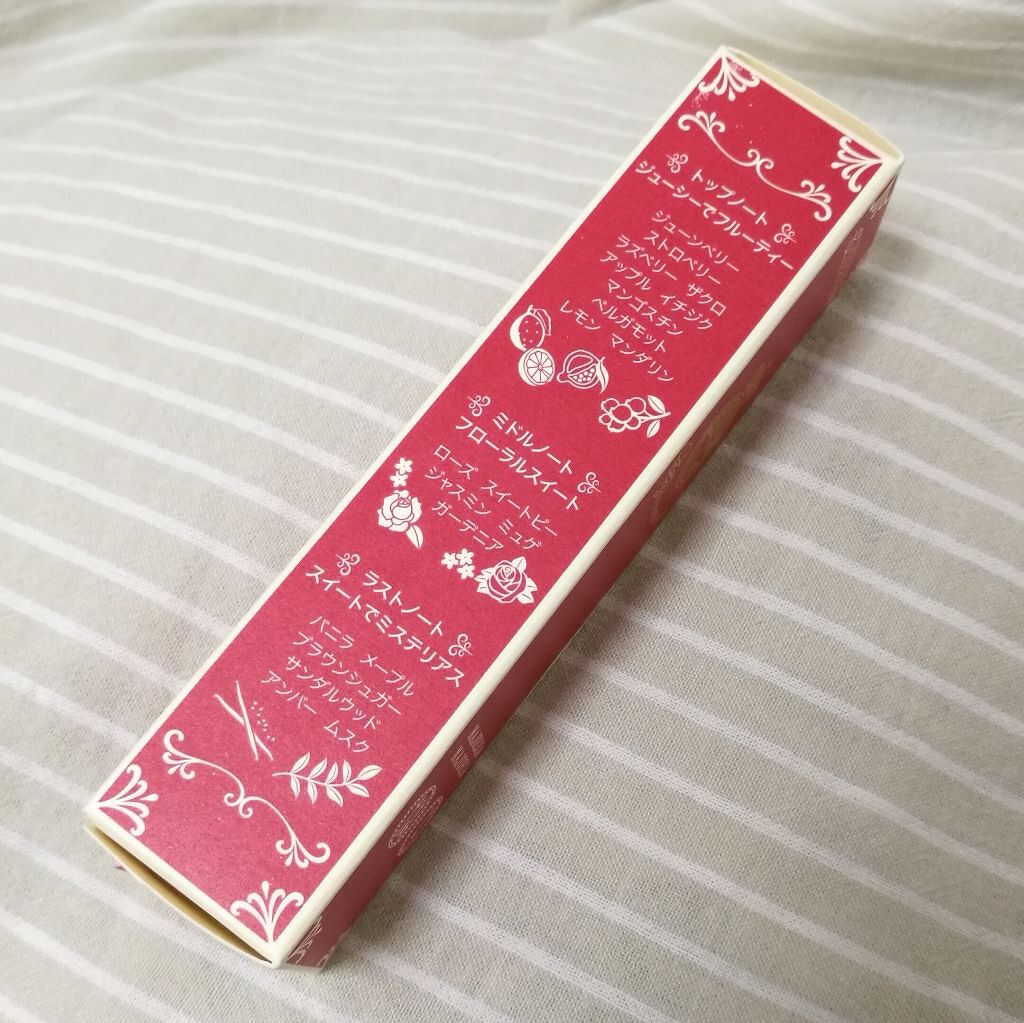 トップノート
ジューシーでフルーティー
ジューンベリー
ストロベリー
ラズベリー ザクロ
アップル イチジク
マンゴスチン
ベルガモット
レモン マンダリン
ミドルノート
フローラルスイート
ローズ スイートピー
ジャスミン ミュゲ
ガーデニア
ラストノート
スイートでミステリアス
バニラ メープル
ブラウンシュガー
サンダルウッド
アンバー ムスク